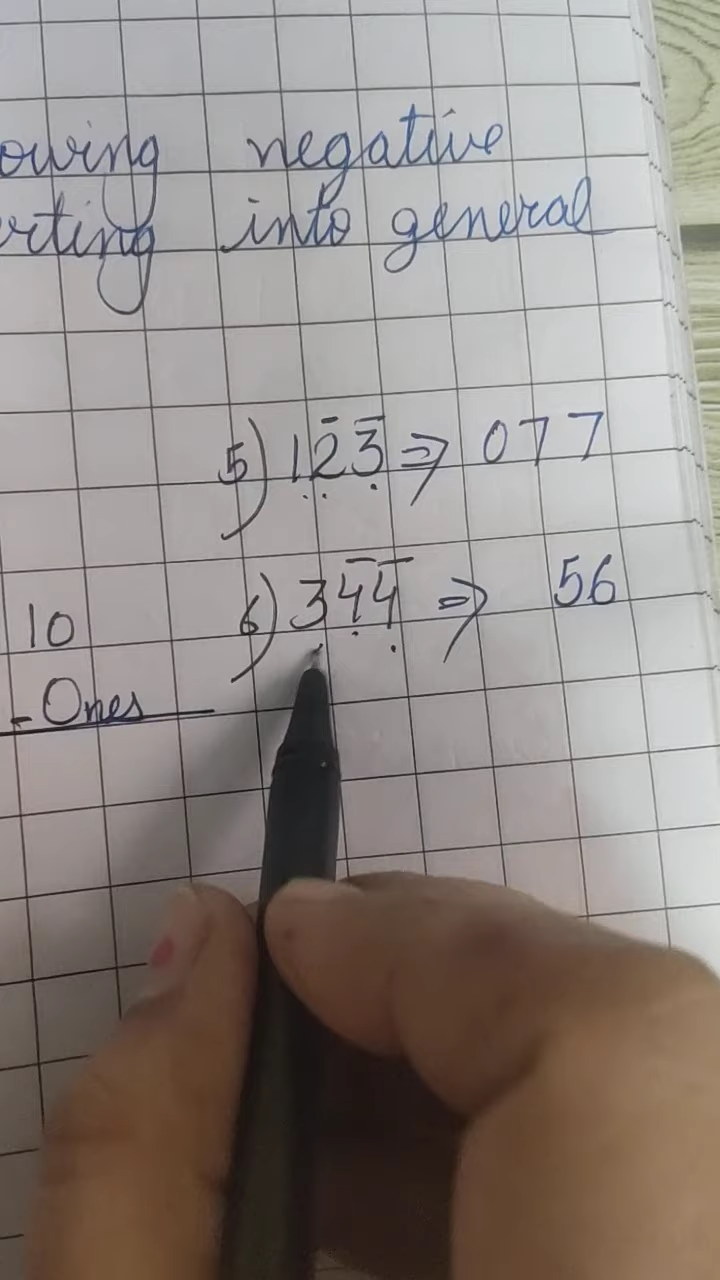 owing negative
rting into general
5) 12̅3̅ ⇒ 077
6) 34̅4̅ ⇒ 56
10
- Ones